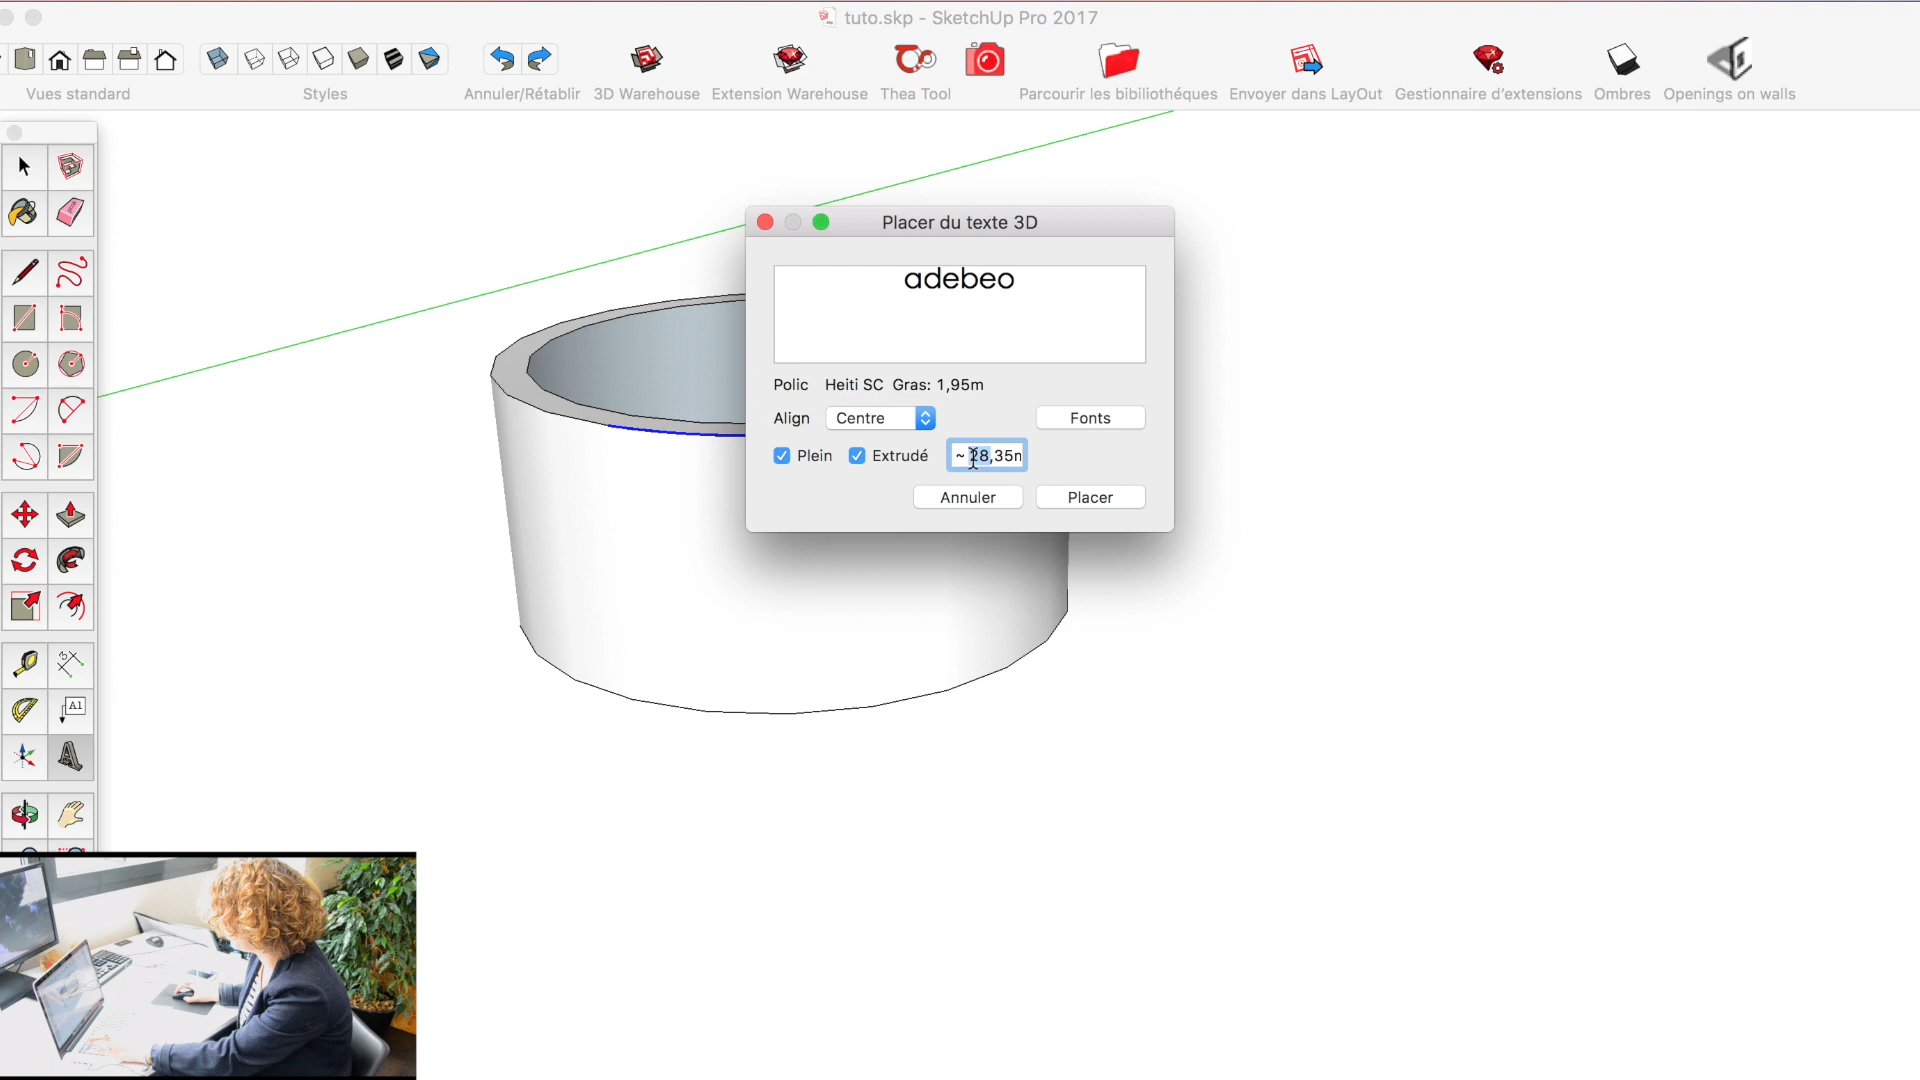 tuto.skp - SketchUp Pro 2017
Vues standard
Styles
Annuler/Rétablir
3D Warehouse
Extension Warehouse
Thea Tool
Parcourir les bibiliothéques
Envoyer dans LayOut
Gestionnaire d'extensions
Ombres
Openings on walls
Placer du texte 3D
adebeo
Polic Heiti SC Gras: 1,95m
Align Centre Fonts
Plein Extrudé ~ 28,35m
Annuler Placer
A1